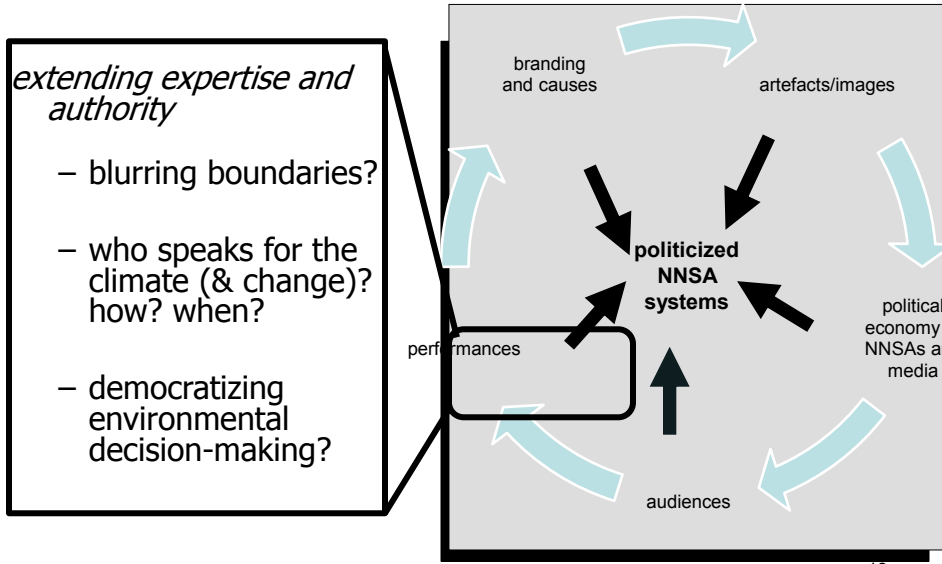 extending expertise and
authority
– blurring boundaries?
– who speaks for the
climate (& change)?
how? when?
– democratizing
environmental
decision-making?
branding
and causes
artefacts/images
politicized
NNSA
systems
political
economy
NNSAs a
media
performances
audiences